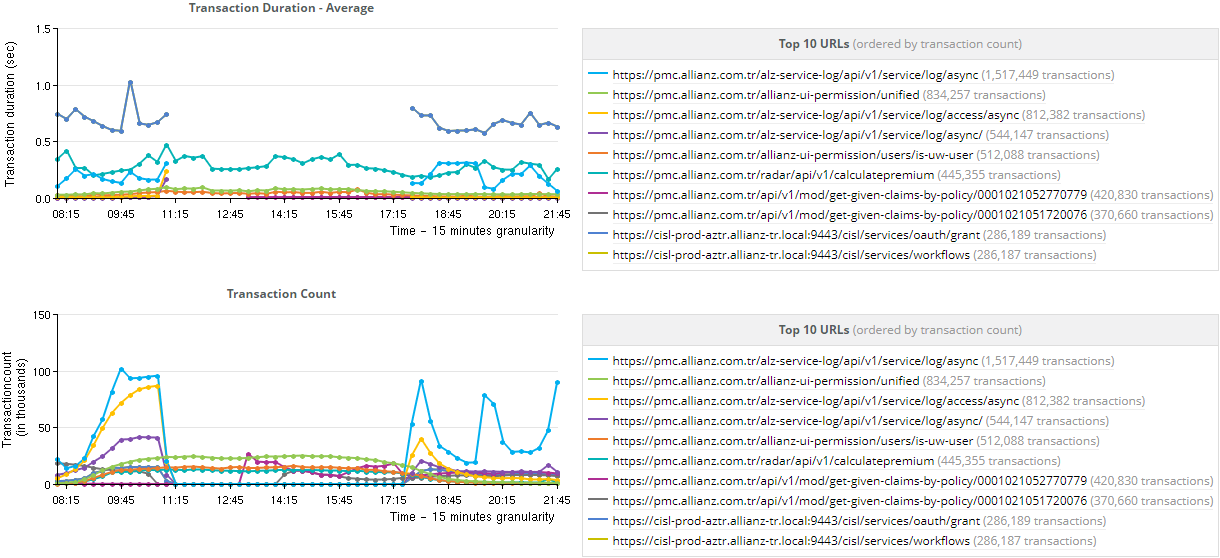 Transaction Duration - Average
Transaction duration (sec)
1.5
1.0
0.5
0.0
08:15 09:45 11:15 12:45 14:15 15:45 17:15 18:45 20:15 21:45
Time - 15 minutes granularity
Top 10 URLs (ordered by transaction count)
https://pmc.allianz.com.tr/alz-service-log/api/v1/service/log/async (1,517,449 transactions)
https://pmc.allianz.com.tr/allianz-ui-permission/unified (834,257 transactions)
https://pmc.allianz.com.tr/alz-service-log/api/v1/service/log/access/async (812,382 transactions)
https://pmc.allianz.com.tr/alz-service-log/api/v1/service/log/async/ (544,147 transactions)
https://pmc.allianz.com.tr/allianz-ui-permission/users/is-uw-user (512,088 transactions)
https://pmc.allianz.com.tr/radar/api/v1/calculatepremium (445,355 transactions)
https://pmc.allianz.com.tr/api/v1/mod/get-given-claims-by-policy/0001021052770779 (420,830 transactions)
https://pmc.allianz.com.tr/api/v1/mod/get-given-claims-by-policy/0001021051720076 (370,660 transactions)
https://cisl-prod-aztr.allianz-tr.local:9443/cisl/services/oauth/grant (286,189 transactions)
https://cisl-prod-aztr.allianz-tr.local:9443/cisl/services/workflows (286,187 transactions)
Transaction Count
Transactioncount
(in thousands)
150
100
50
0
08:15 09:45 11:15 12:45 14:15 15:45 17:15 18:45 20:15 21:45
Time - 15 minutes granularity
Top 10 URLs (ordered by transaction count)
https://pmc.allianz.com.tr/alz-service-log/api/v1/service/log/async (1,517,449 transactions)
https://pmc.allianz.com.tr/allianz-ui-permission/unified (834,257 transactions)
https://pmc.allianz.com.tr/alz-service-log/api/v1/service/log/access/async (812,382 transactions)
https://pmc.allianz.com.tr/alz-service-log/api/v1/service/log/async/ (544,147 transactions)
https://pmc.allianz.com.tr/allianz-ui-permission/users/is-uw-user (512,088 transactions)
https://pmc.allianz.com.tr/radar/api/v1/calculatepremium (445,355 transactions)
https://pmc.allianz.com.tr/api/v1/mod/get-given-claims-by-policy/0001021052770779 (420,830 transactions)
https://pmc.allianz.com.tr/api/v1/mod/get-given-claims-by-policy/0001021051720076 (370,660 transactions)
https://cisl-prod-aztr.allianz-tr.local:9443/cisl/services/oauth/grant (286,189 transactions)
https://cisl-prod-aztr.allianz-tr.local:9443/cisl/services/workflows (286,187 transactions)